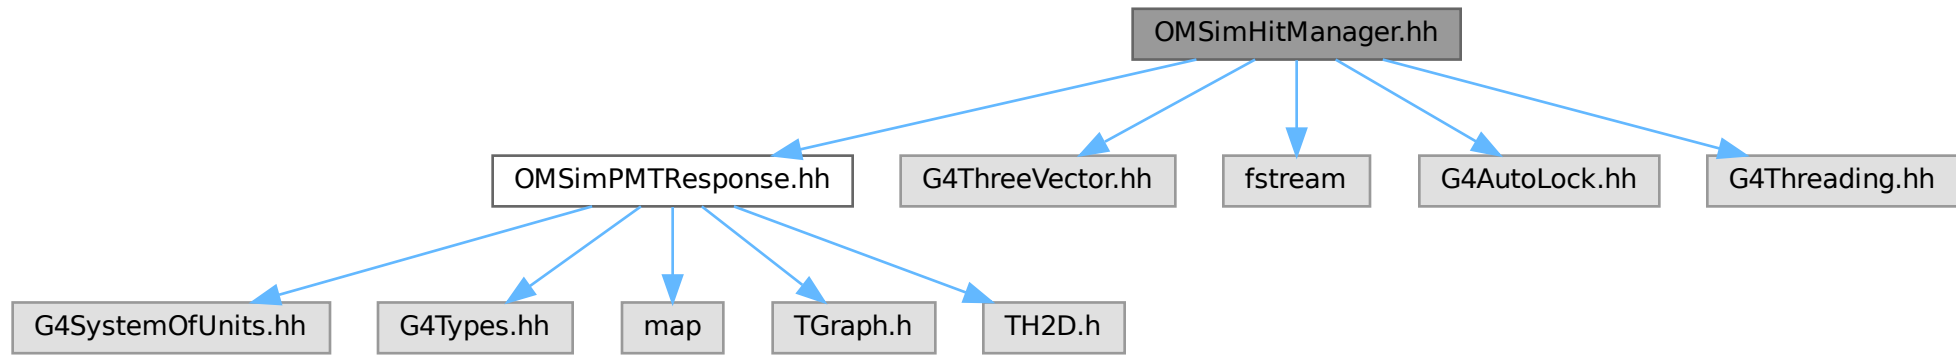 OMSimHitManager.hh
OMSimPMTResponse.hh
G4ThreeVector.hh
fstream
G4AutoLock.hh
G4Threading.hh
G4SystemOfUnits.hh
G4Types.hh
map
TGraph.h
TH2D.h